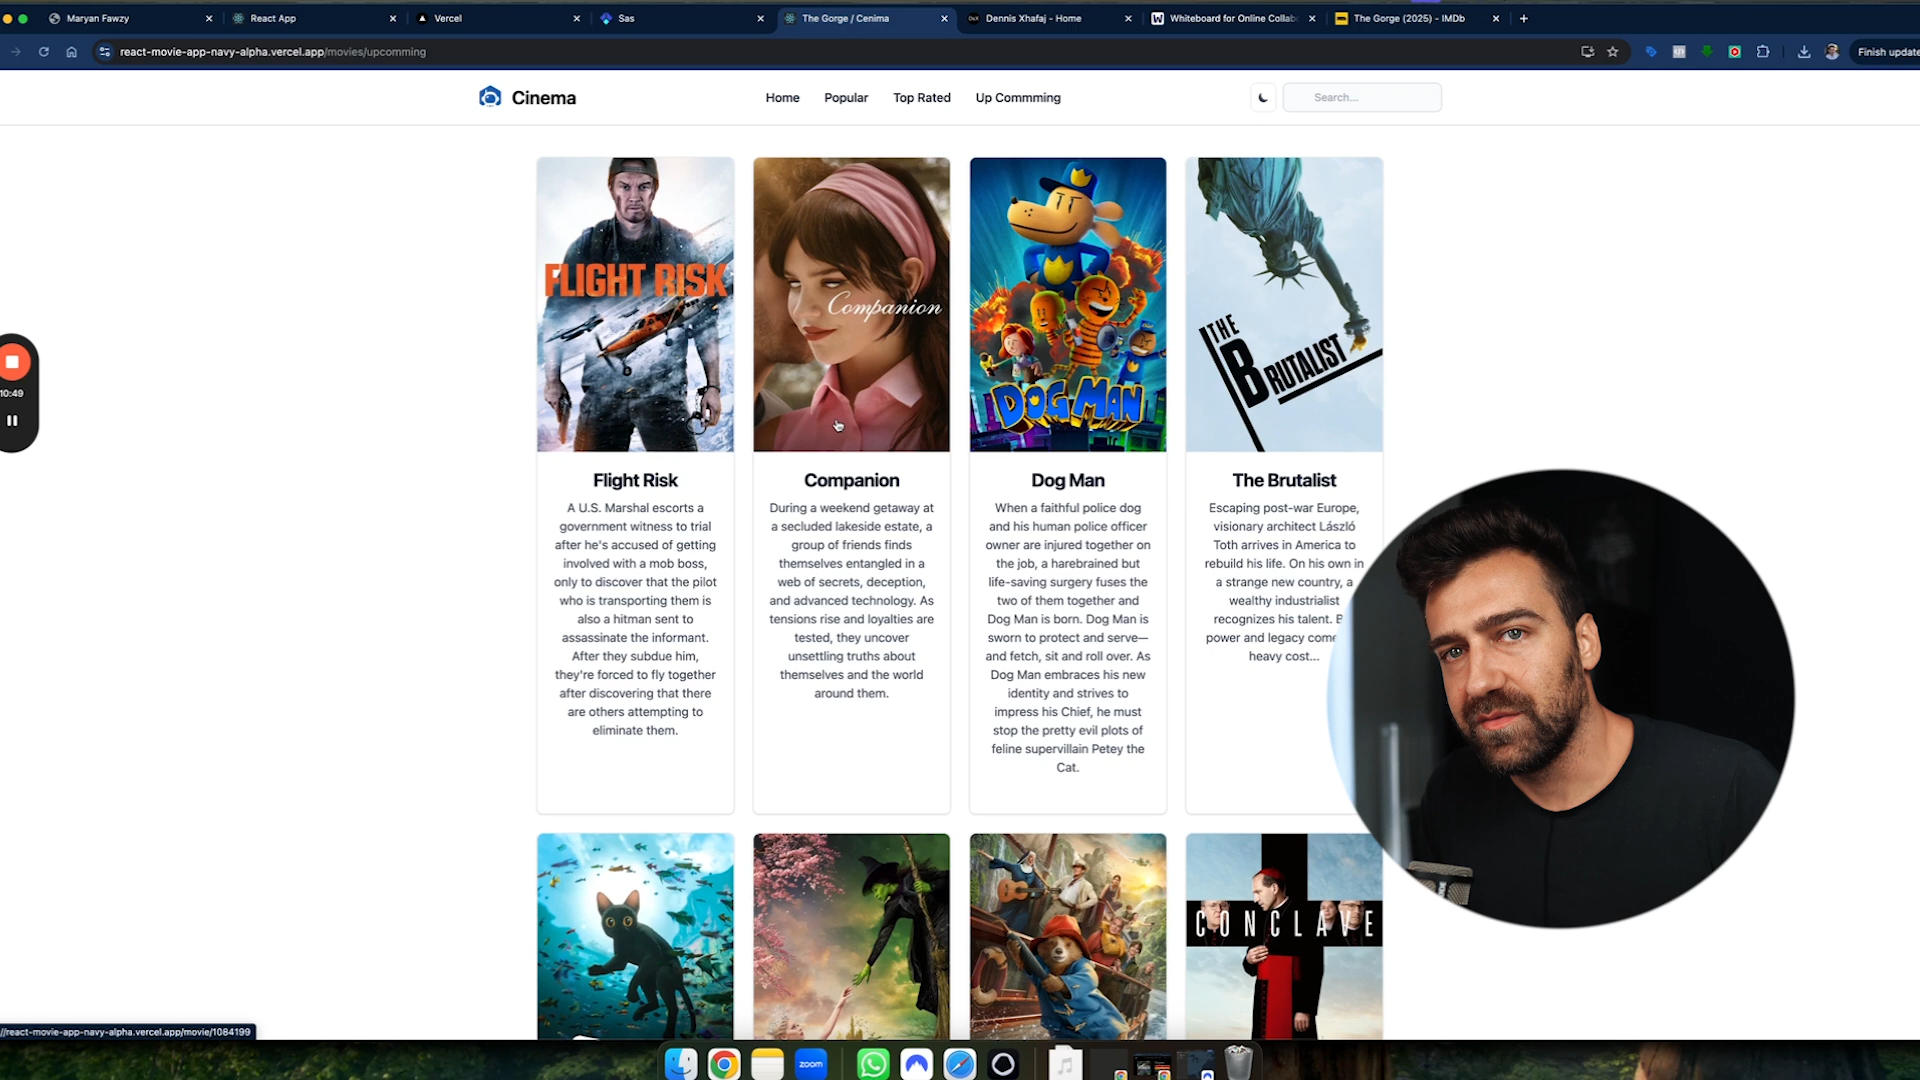 Maryan Fawzy
React App
Vercel
Sas
The Gorge / Cenima
Dennis Xhafaj - Home
Whiteboard for Online Collab
The Gorge (2025) - IMDb
react-movie-app-navy-alpha.vercel.app/movies/upcomming
Finish update
Cinema
Home
Popular
Top Rated
Up Commming
Search...
FLIGHT RISK
Companion
DOG MAN
THE
BRUTALIST
10:49
Flight Risk
A U.S. Marshal escorts a
government witness to trial
after he's accused of getting
involved with a mob boss,
only to discover that the pilot
who is transporting them is
also a hitman sent to
assassinate the informant.
After they subdue him,
they're forced to fly together
after discovering that there
are others attempting to
eliminate them.
Companion
During a weekend getaway at
a secluded lakeside estate, a
group of friends finds
themselves entangled in a
web of secrets, deception,
and advanced technology. As
tensions rise and loyalties are
tested, they uncover
unsettling truths about
themselves and the world
around them.
Dog Man
When a faithful police dog
and his human police officer
owner are injured together on
the job, a harebrained but
life-saving surgery fuses the
two of them together and
Dog Man is born. Dog Man is
sworn to protect and serve—
and fetch, sit and roll over. As
Dog Man embraces his new
identity and strives to
impress his Chief, he must
stop the pretty evil plots of
feline supervillain Petey the
Cat.
The Brutalist
Escaping post-war Europe,
visionary architect László
Toth arrives in America to
rebuild his life. On his own in
a strange new country, a
wealthy industrialist
recognizes his talent. B
power and legacy come
heavy cost...
CONCLAVE
//react-movie-app-navy-alpha.vercel.app/movie/1084199
zoom